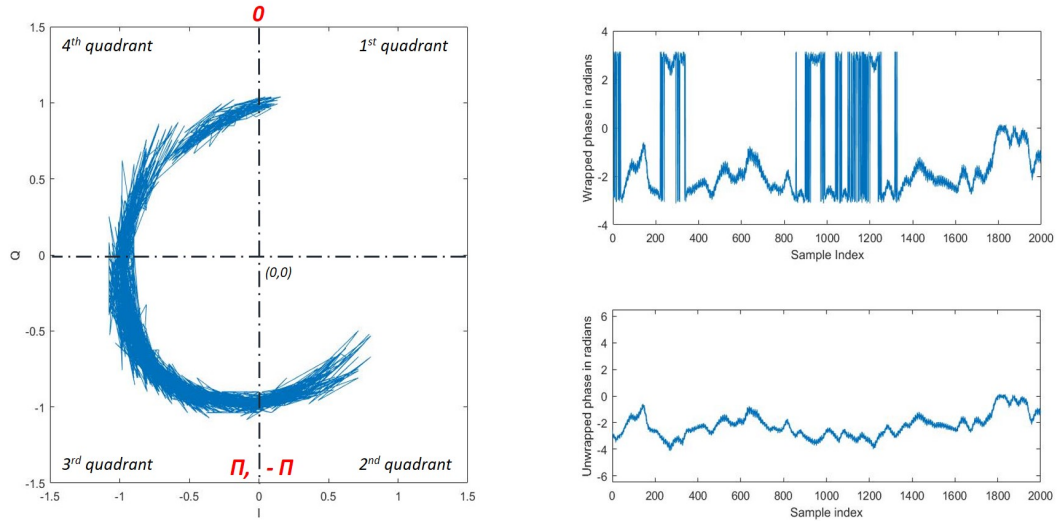 0
4th quadrant
1st quadrant
1.5
1
0.5
0
-0.5
-1
-1.5
Q
(0,0)
3rd quadrant
Π, - Π
2nd quadrant
-1.5 -1 -0.5 0 0.5 1 1.5
I
Wrapped phase in radians
4
2
0
-2
-4
0 200 400 600 800 1000 1200 1400 1600 1800 2000
Sample Index
Unwrapped phase in radians
6
4
2
0
-2
-4
-6
0 200 400 600 800 1000 1200 1400 1600 1800 2000
Sample index